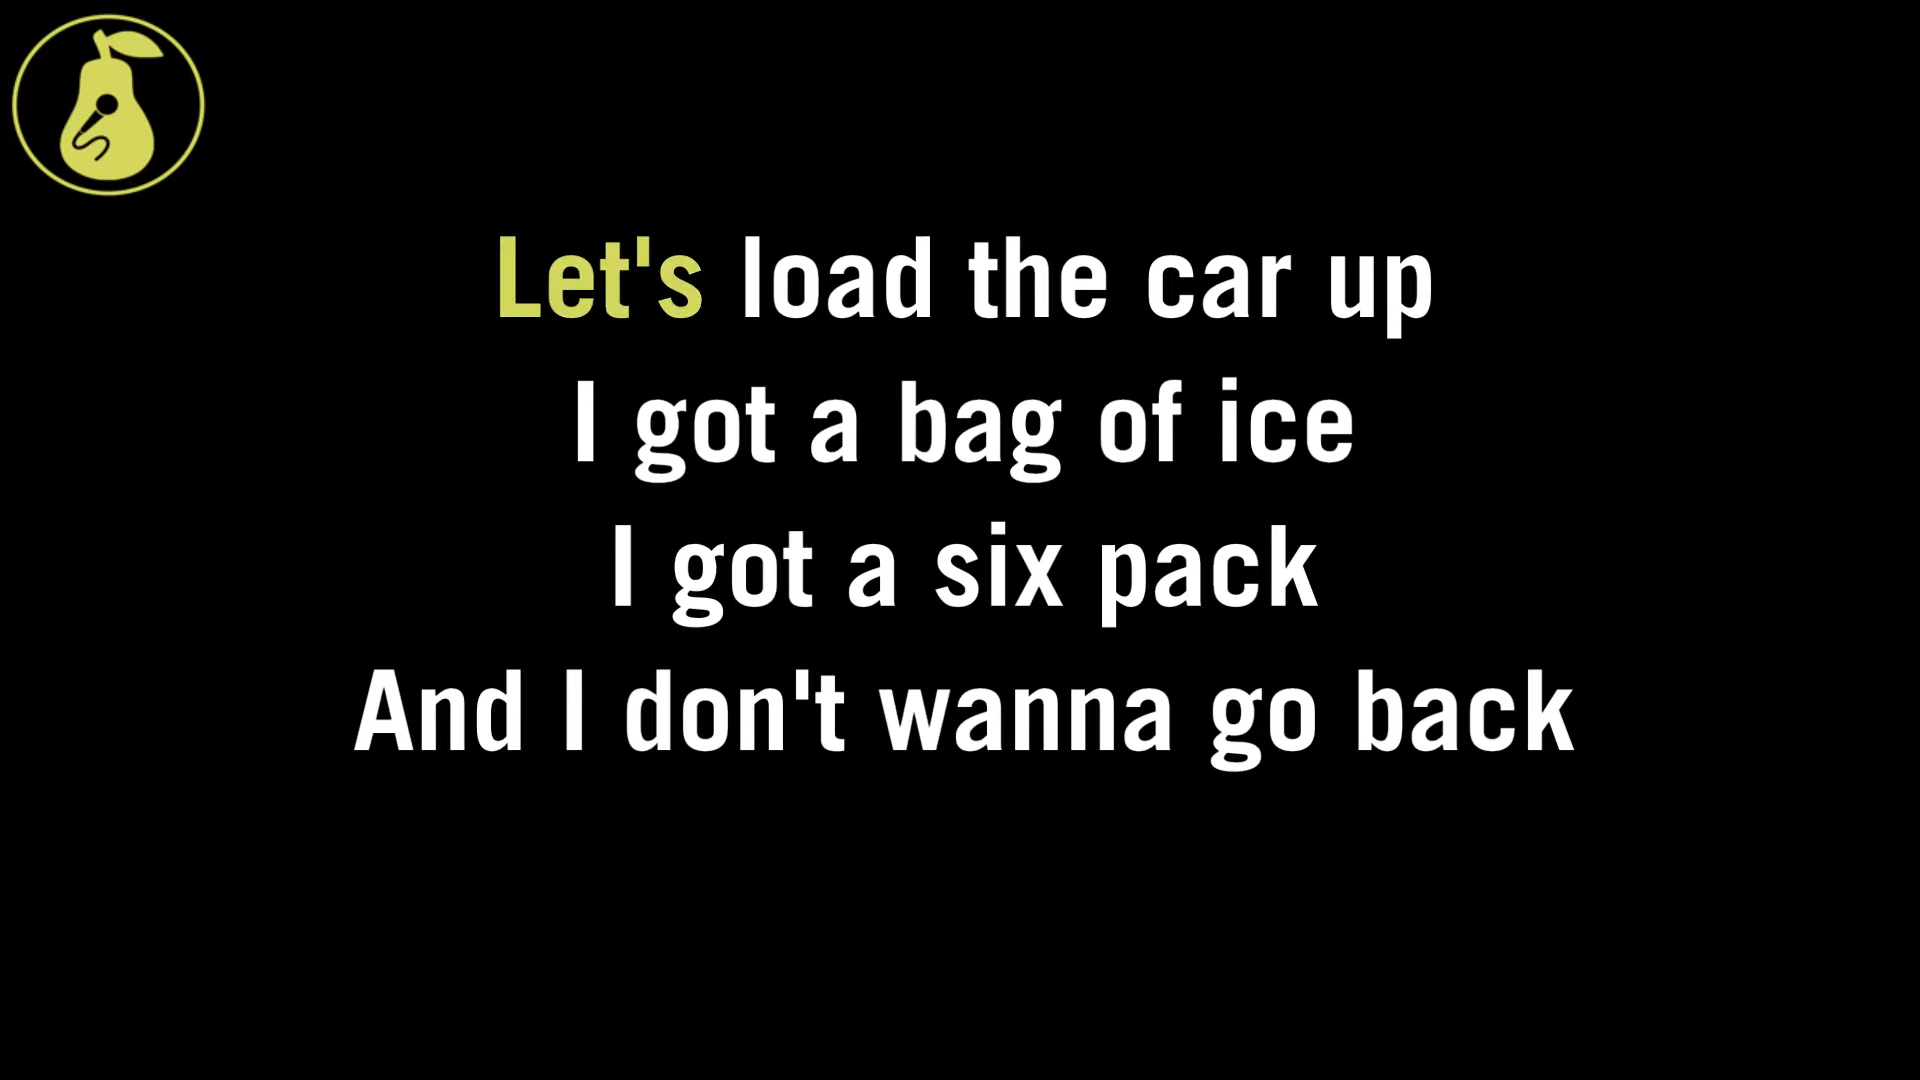 Let's load the car up
I got a bag of ice
I got a six pack
And I don't wanna go back